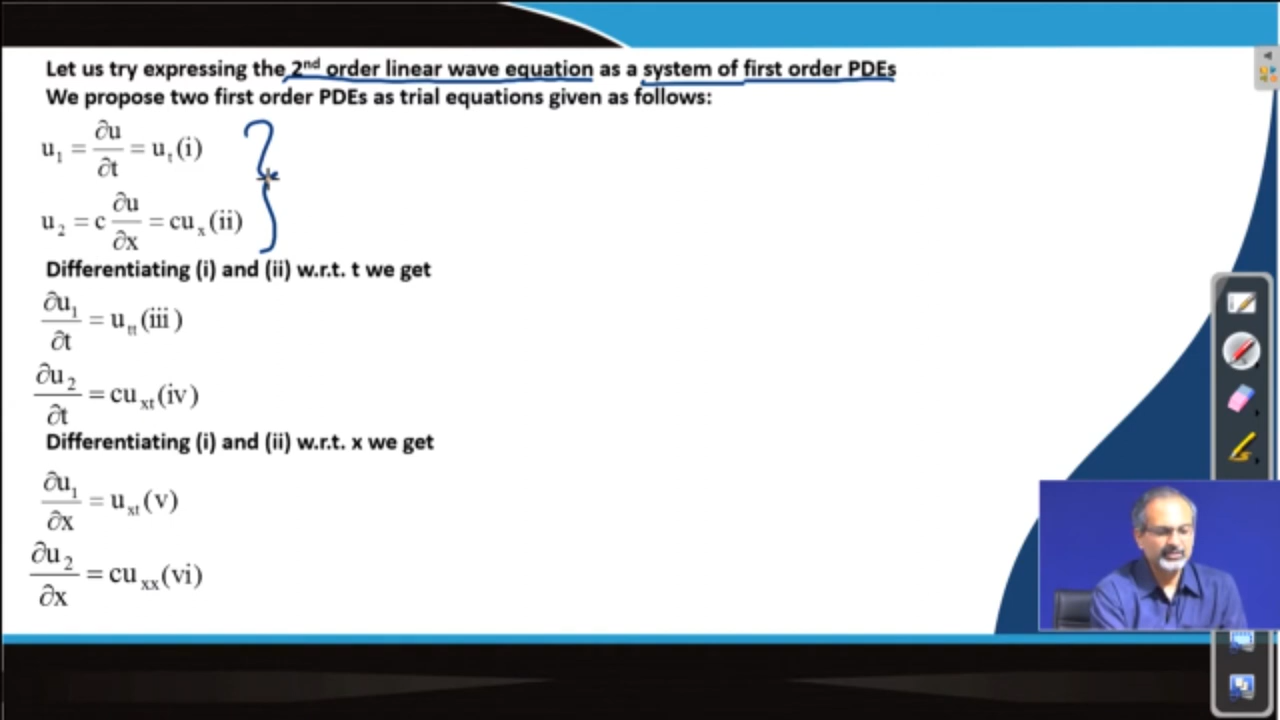 Let us try expressing the 2nd order linear wave equation as a system of first order PDEs
We propose two first order PDEs as trial equations given as follows:
u₁ = ∂u/∂t = uₜ(i)
u₂ = c ∂u/∂x = cuₓ(ii)
Differentiating (i) and (ii) w.r.t. t we get
∂u₁/∂t = uₜₜ(iii)
∂u₂/∂t = cuₓₜ(iv)
Differentiating (i) and (ii) w.r.t. x we get
∂u₁/∂x = uₓₜ(v)
∂u₂/∂x = cuₓₓ(vi)